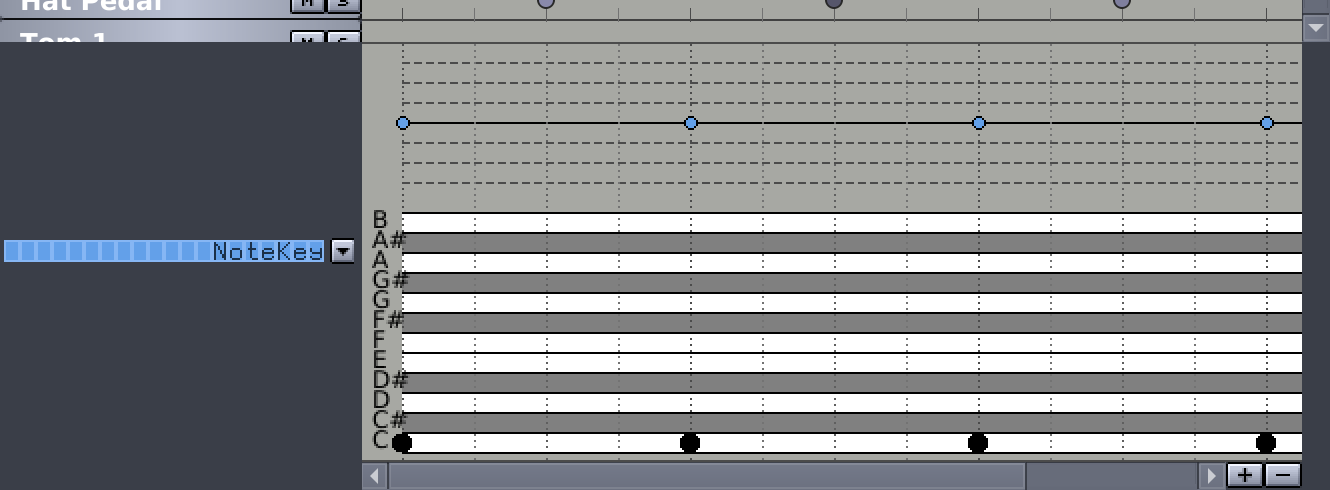 Hat Pedal M S
Tom 1 M S
B
A#
A
G#
G
F#
F
E
D#
D
C#
C
NoteKey
+ −